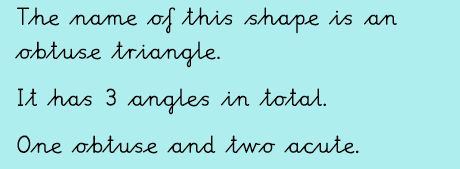 The name of this shape is an
obtuse triangle.
It has 3 angles in total.
One obtuse and two acute.